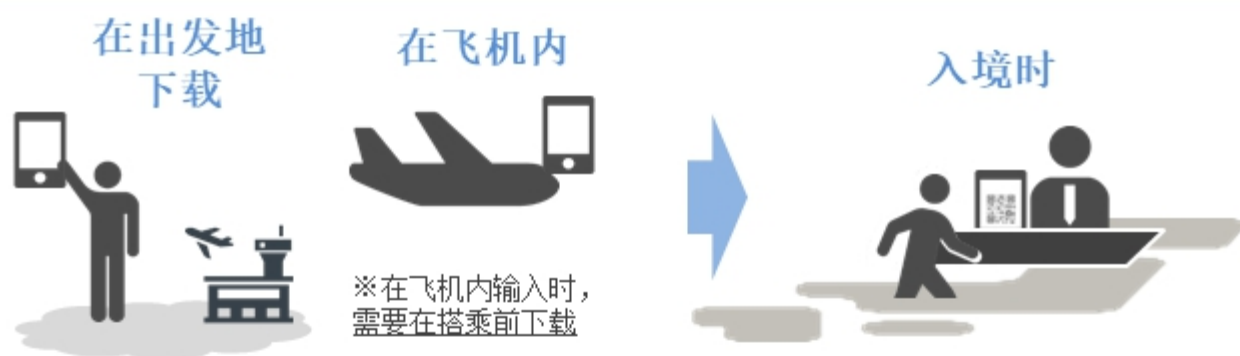 在出发地
下载
在飞机内
※在飞机内输入时，
需要在搭乘前下载
入境时